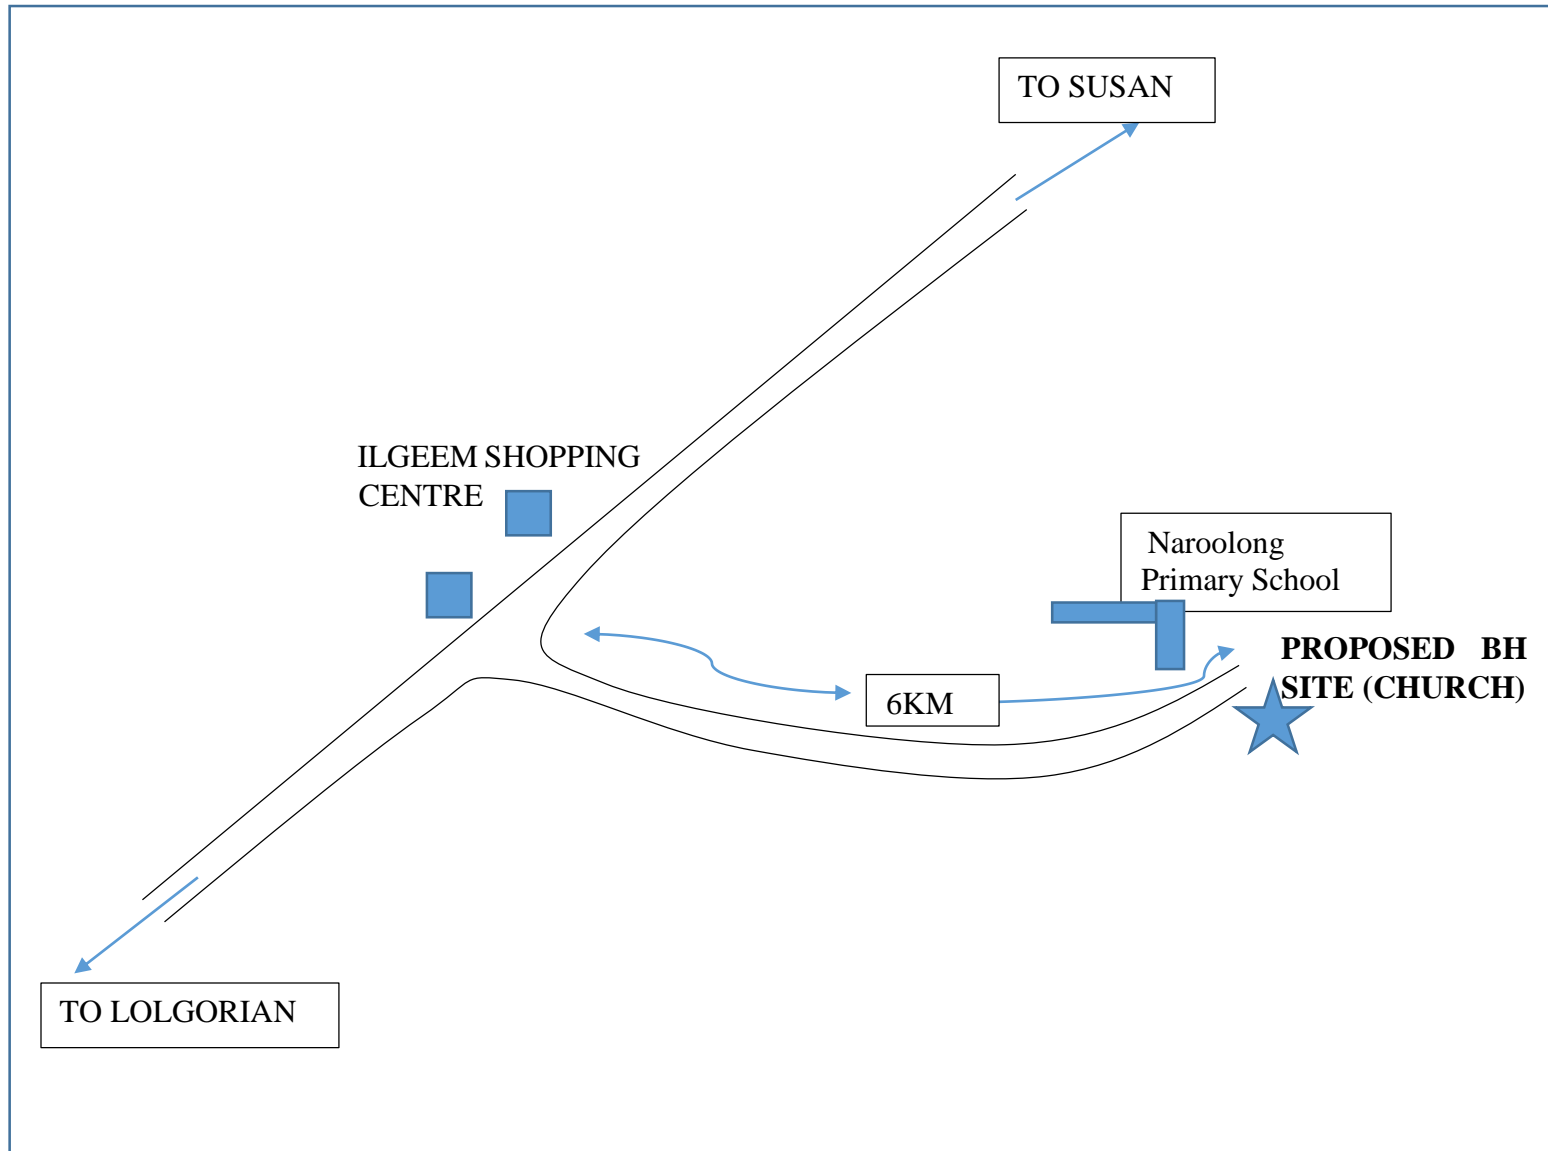 TO SUSAN
ILGEEM SHOPPING
CENTRE
Naroolong
Primary School
PROPOSED BH
SITE (CHURCH)
6KM
TO LOLGORIAN